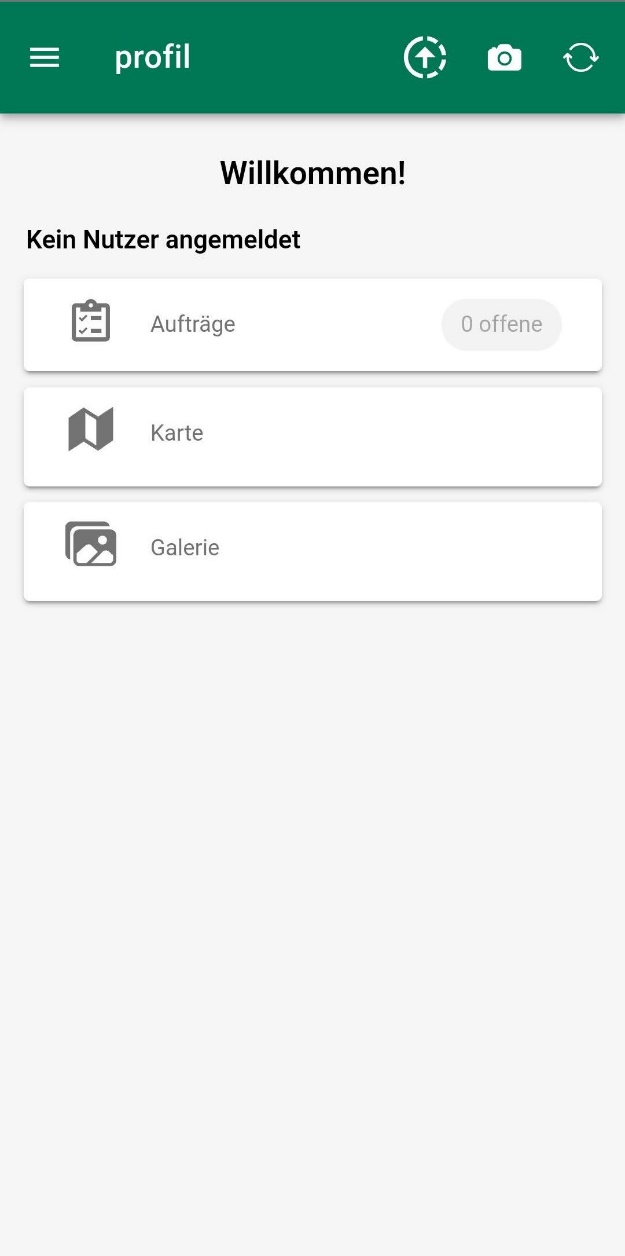 profil
Willkommen!
Kein Nutzer angemeldet
Aufträge 0 offene
Karte
Galerie